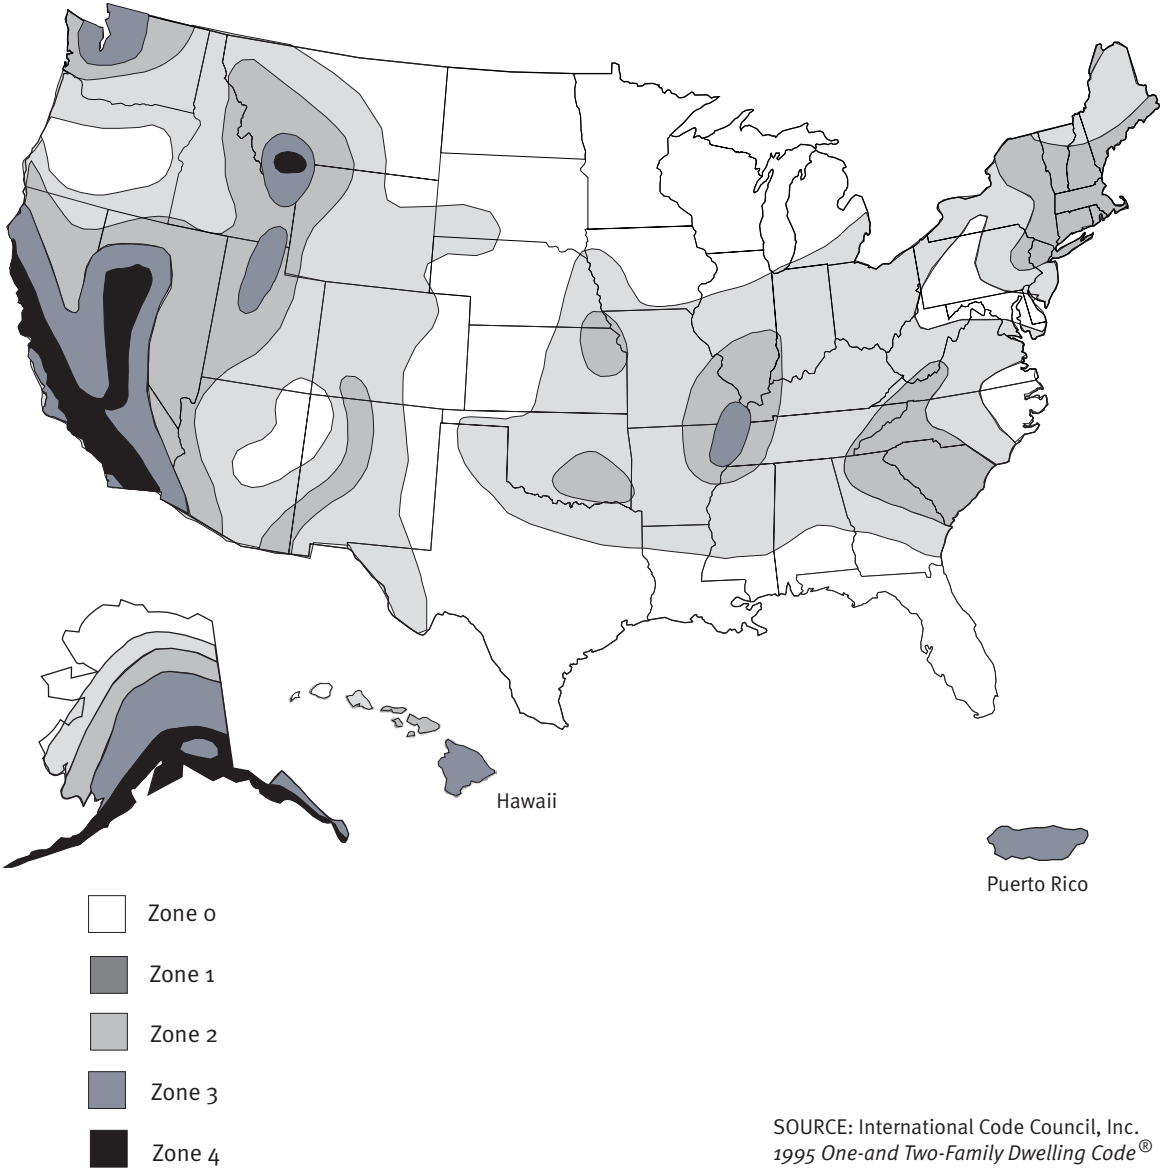 Hawaii
Puerto Rico
Zone 0
Zone 1
Zone 2
Zone 3
Zone 4
SOURCE: International Code Council, Inc.
1995 One-and Two-Family Dwelling Code®